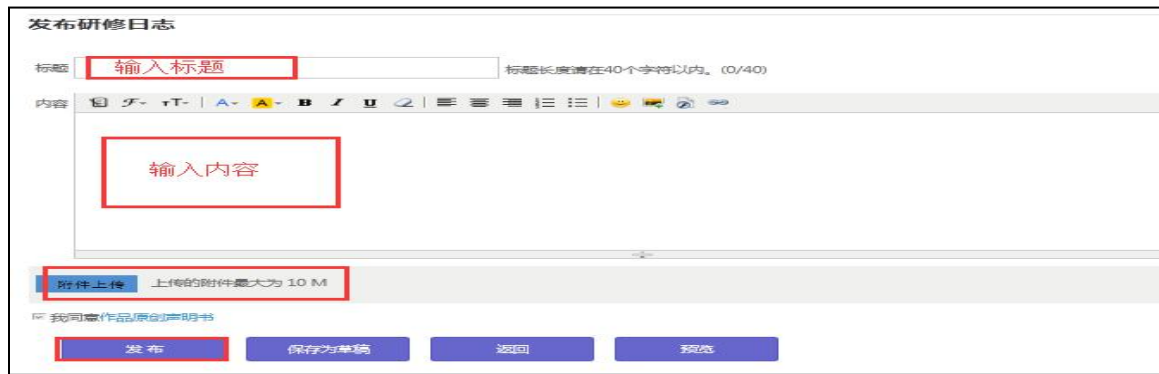 发布研修日志
标题 输入标题 标题长度请在40个字符以内。(0/40)
内容 F- тT- A- A- B I U
输入内容
附件上传 上传的附件最大为 10 M
我同意作品原创声明书
发布 保存为草稿 返回 预览